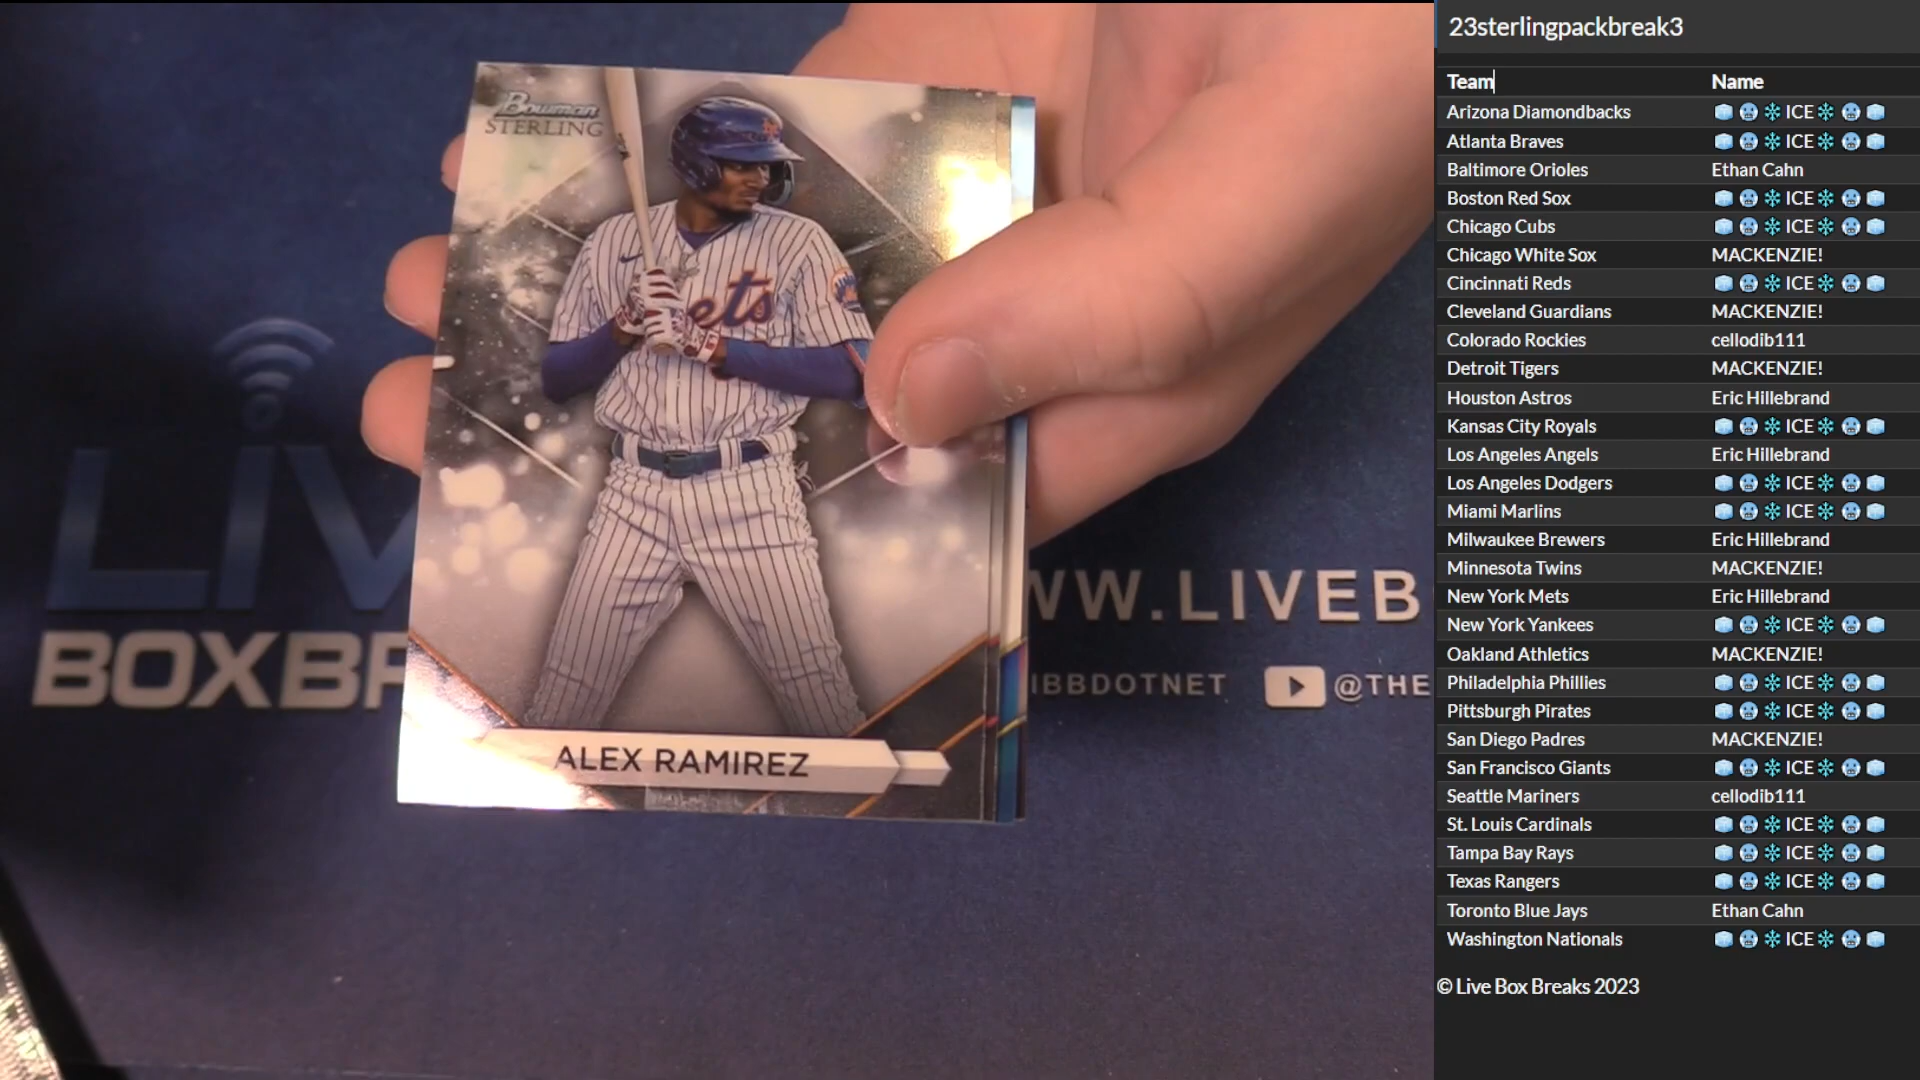 Bowman
STERLING
Mets
ALEX RAMIREZ
LIV
BOXBR
WW.LIVEB
IBBDOTNET
@THE
23sterlingpackbreak3
Team Name
Arizona Diamondbacks 🧊 🥶 ❄ ICE ❄ 🥶 🧊
Atlanta Braves 🧊 🥶 ❄ ICE ❄ 🥶 🧊
Baltimore Orioles Ethan Cahn
Boston Red Sox 🧊 🥶 ❄ ICE ❄ 🥶 🧊
Chicago Cubs 🧊 🥶 ❄ ICE ❄ 🥶 🧊
Chicago White Sox MACKENZIE!
Cincinnati Reds 🧊 🥶 ❄ ICE ❄ 🥶 🧊
Cleveland Guardians MACKENZIE!
Colorado Rockies cellodib111
Detroit Tigers MACKENZIE!
Houston Astros Eric Hillebrand
Kansas City Royals 🧊 🥶 ❄ ICE ❄ 🥶 🧊
Los Angeles Angels Eric Hillebrand
Los Angeles Dodgers 🧊 🥶 ❄ ICE ❄ 🥶 🧊
Miami Marlins 🧊 🥶 ❄ ICE ❄ 🥶 🧊
Milwaukee Brewers Eric Hillebrand
Minnesota Twins MACKENZIE!
New York Mets Eric Hillebrand
New York Yankees 🧊 🥶 ❄ ICE ❄ 🥶 🧊
Oakland Athletics MACKENZIE!
Philadelphia Phillies 🧊 🥶 ❄ ICE ❄ 🥶 🧊
Pittsburgh Pirates 🧊 🥶 ❄ ICE ❄ 🥶 🧊
San Diego Padres MACKENZIE!
San Francisco Giants 🧊 🥶 ❄ ICE ❄ 🥶 🧊
Seattle Mariners cellodib111
St. Louis Cardinals 🧊 🥶 ❄ ICE ❄ 🥶 🧊
Tampa Bay Rays 🧊 🥶 ❄ ICE ❄ 🥶 🧊
Texas Rangers 🧊 🥶 ❄ ICE ❄ 🥶 🧊
Toronto Blue Jays Ethan Cahn
Washington Nationals 🧊 🥶 ❄ ICE ❄ 🥶 🧊
© Live Box Breaks 2023